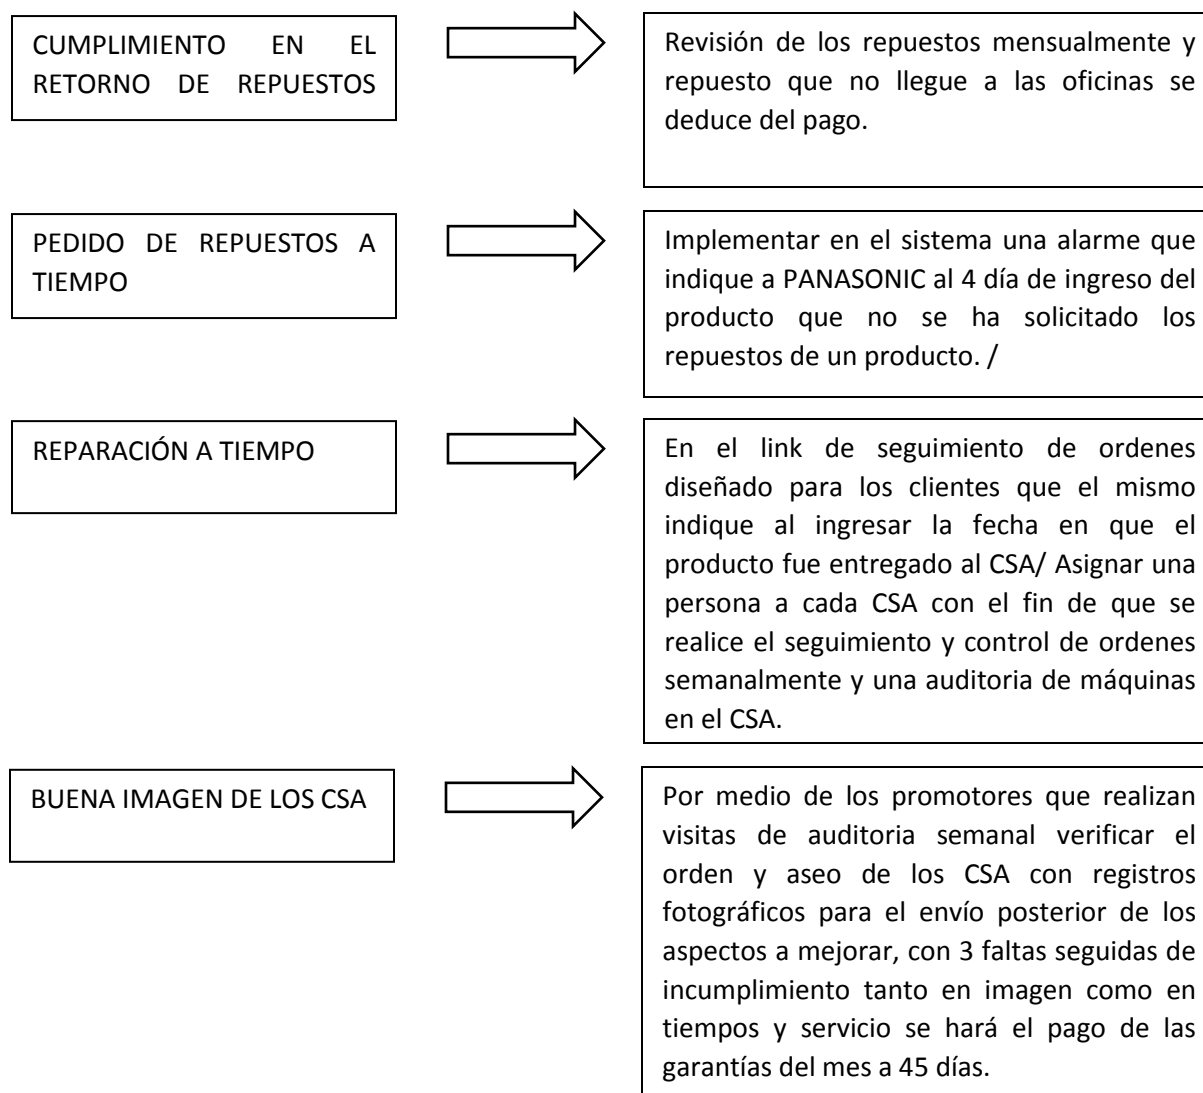 CUMPLIMIENTO EN EL
RETORNO DE REPUESTOS
Revisión de los repuestos mensualmente y
repuesto que no llegue a las oficinas se
deduce del pago.
PEDIDO DE REPUESTOS A
TIEMPO
Implementar en el sistema una alarme que
indique a PANASONIC al 4 día de ingreso del
producto que no se ha solicitado los
repuestos de un producto. /
REPARACIÓN A TIEMPO
En el link de seguimiento de ordenes
diseñado para los clientes que el mismo
indique al ingresar la fecha en que el
producto fue entregado al CSA/ Asignar una
persona a cada CSA con el fin de que se
realice el seguimiento y control de ordenes
semanalmente y una auditoria de máquinas
en el CSA.
BUENA IMAGEN DE LOS CSA
Por medio de los promotores que realizan
visitas de auditoria semanal verificar el
orden y aseo de los CSA con registros
fotográficos para el envío posterior de los
aspectos a mejorar, con 3 faltas seguidas de
incumplimiento tanto en imagen como en
tiempos y servicio se hará el pago de las
garantías del mes a 45 días.